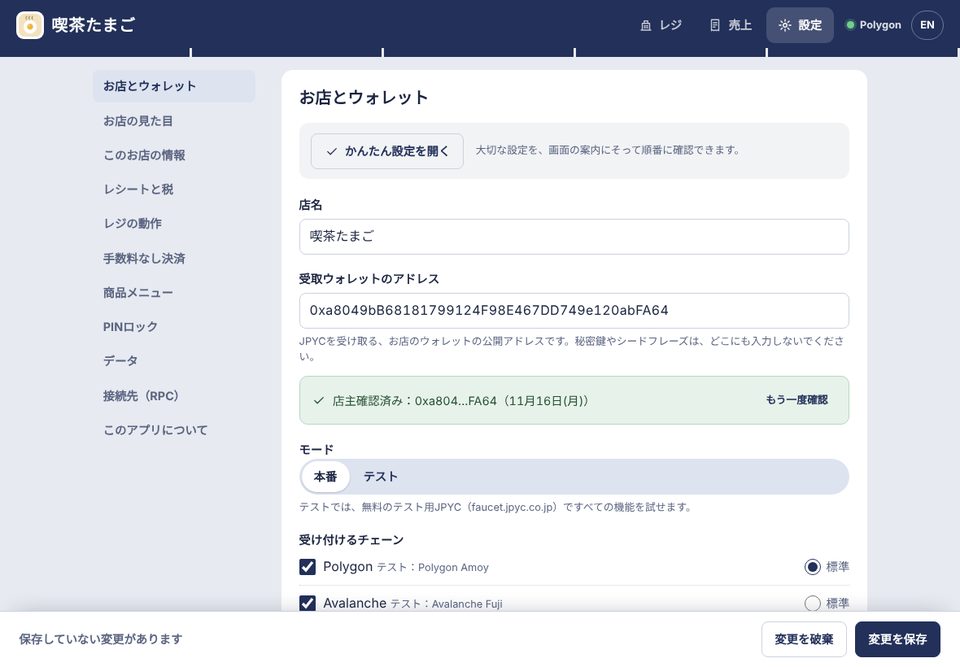 喫茶たまご
レジ
売上
設定
Polygon
EN
お店とウォレット
お店の見た目
このお店の情報
レシートと税
レジの動作
手数料なし決済
商品メニュー
PINロック
データ
接続先（RPC）
このアプリについて
お店とウォレット
かんたん設定を開く
大切な設定を、画面の案内にそって順番に確認できます。
店名
喫茶たまご
受取ウォレットのアドレス
0xa8049bB68181799124F98E467DD749e120abFA64
JPYCを受け取る、お店のウォレットの公開アドレスです。秘密鍵やシードフレーズは、どこにも入力しないでくださ
い。
店主確認済み：0xa804…FA64（11月16日(月)）
もう一度確認
モード
本番
テスト
テストでは、無料のテスト用JPYC（faucet.jpyc.co.jp）ですべての機能を試せます。
受け付けるチェーン
Polygon テスト：Polygon Amoy
標準
Avalanche テスト：Avalanche Fuji
標準
保存していない変更があります
変更を破棄
変更を保存